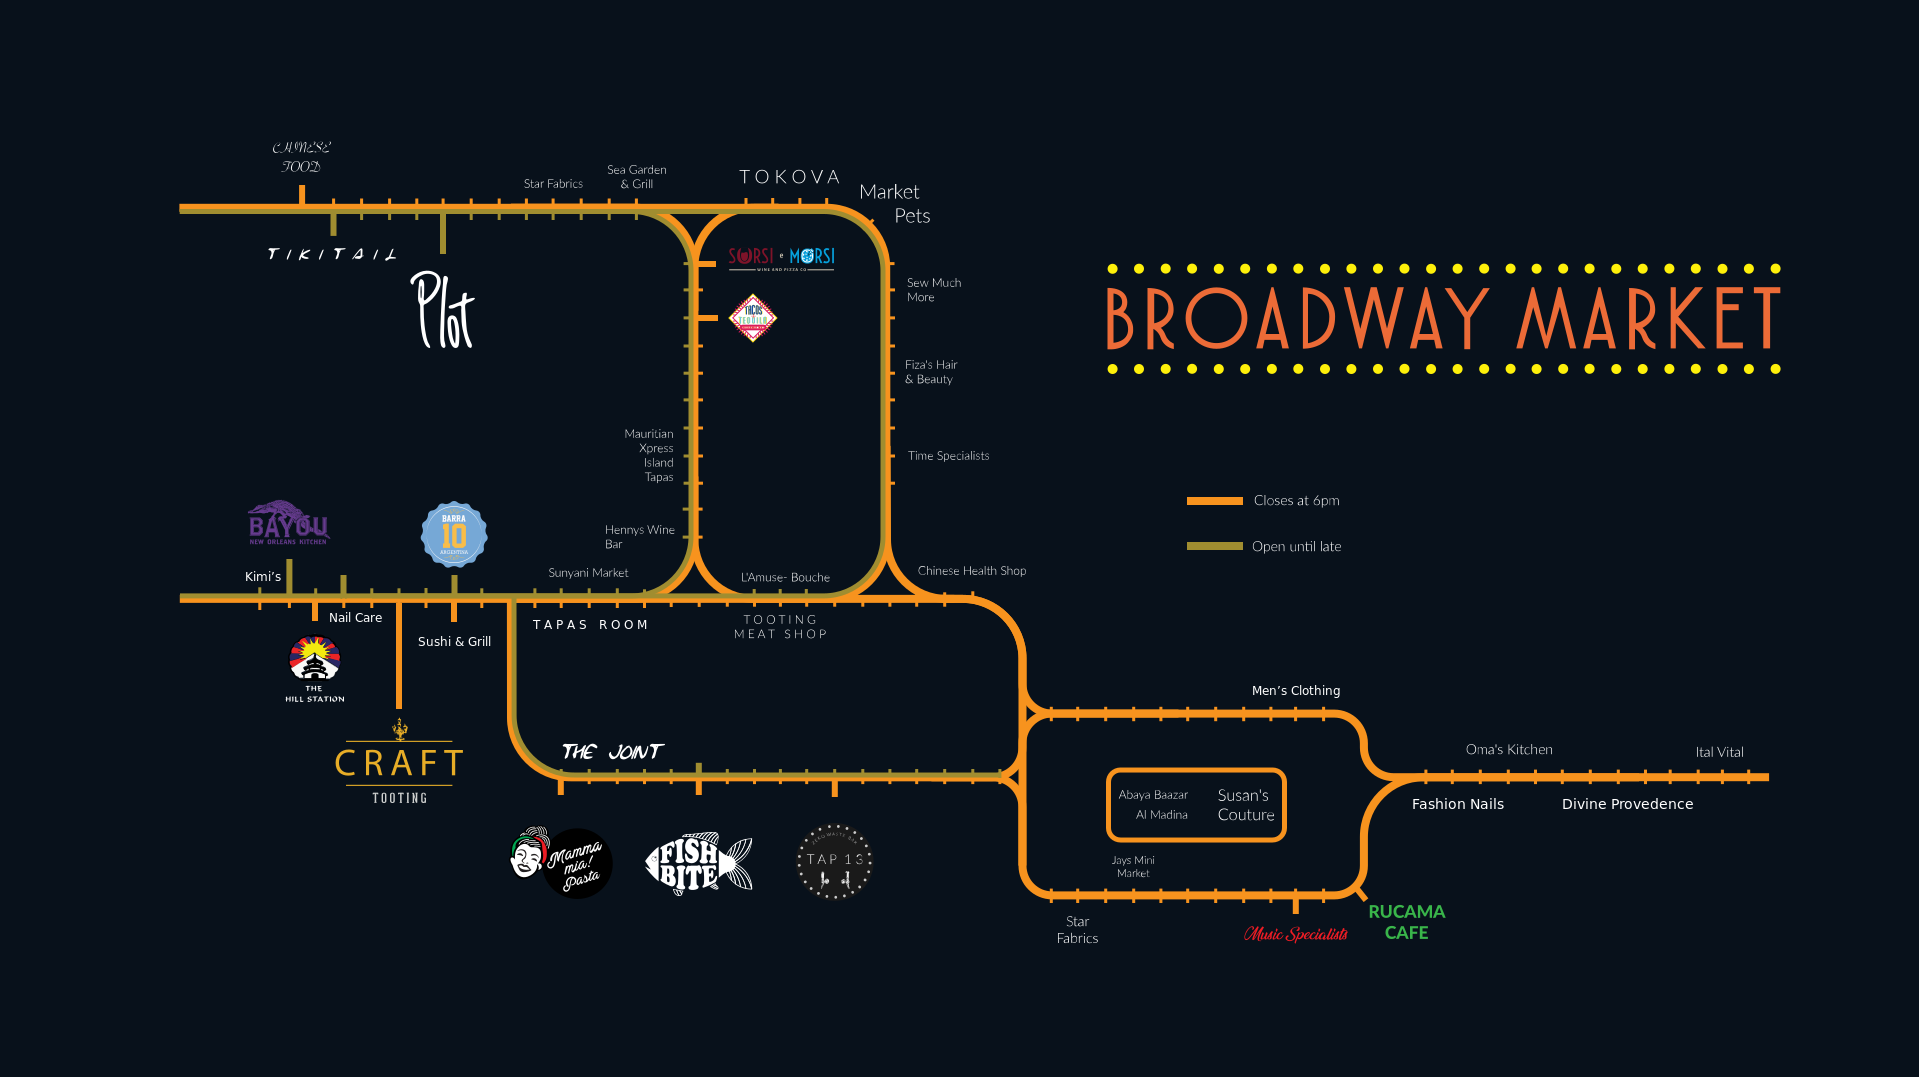 CHINESE
FOOD
Star Fabrics
Sea Garden
& Grill
TOKOVA
Market
Pets
TIKITAIL
Plot
SORSI e MORSI
WINE AND PIZZA CO
TACOS
TEQUILA
Sew Much
More
Fiza's Hair
& Beauty
BROADWAY MARKET
Mauritian
Xpress
Island
Tapas
Time Specialists
Closes at 6pm
Open until late
BAYOU
NEW ORLEANS KITCHEN
BARRA
10
ARGENTINA
Hennys Wine
Bar
Kimi’s
Sunyani Market
L'Amuse- Bouche
Chinese Health Shop
Nail Care
Sushi & Grill
TAPAS ROOM
TOOTING
MEAT SHOP
THE
HILL STATION
CRAFT
TOOTING
THE JOINT
Men’s Clothing
Oma's Kitchen
Ital Vital
Fashion Nails
Divine Provedence
Abaya Baazar
Al Madina
Susan's
Couture
Mamma
mia!
Pasta
FISH
BITE
ZERO WASTE BAR
TAP 13
Jays Mini
Market
Star
Fabrics
Music Specialists
RUCAMA
CAFE